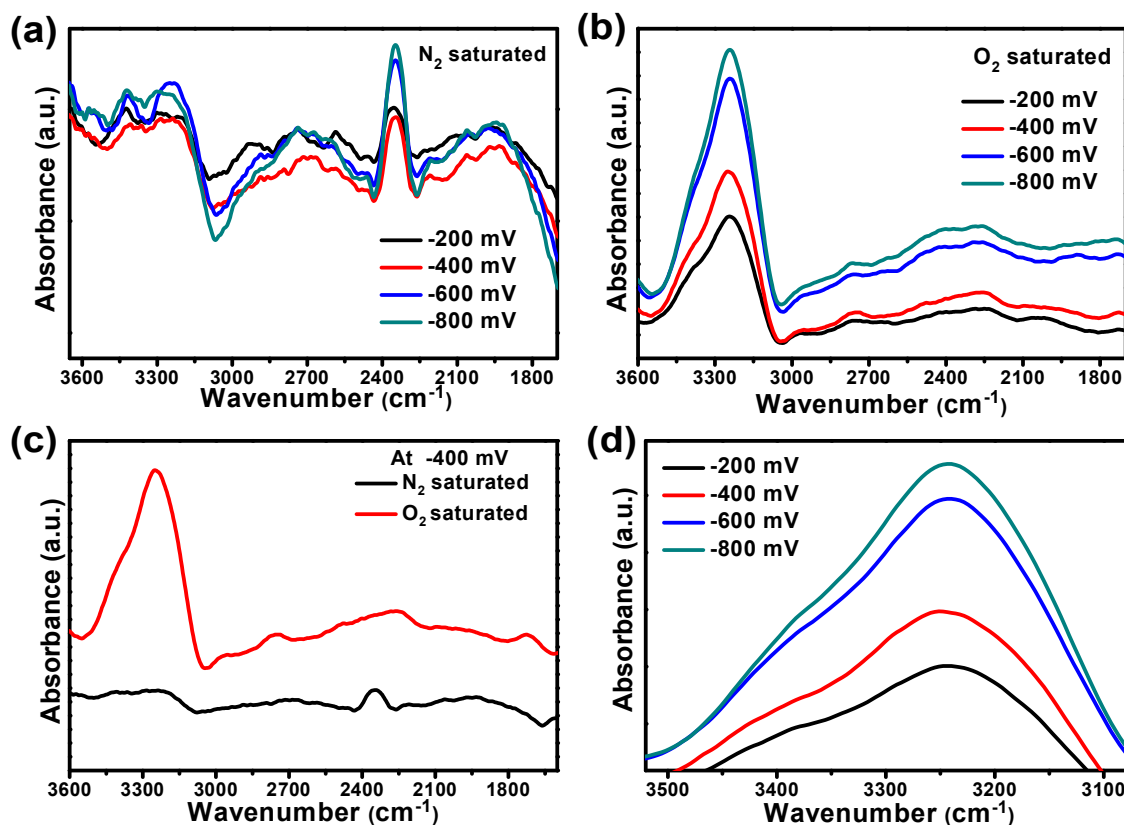 (a)
N₂ saturated
-200 mV
-400 mV
-600 mV
-800 mV
Absorbance (a.u.)
3600 3300 3000 2700 2400 2100 1800
Wavenumber (cm⁻¹)
(b)
O₂ saturated
-200 mV
-400 mV
-600 mV
-800 mV
Absorbance (a.u.)
3600 3300 3000 2700 2400 2100 1800
Wavenumber (cm⁻¹)
(c)
At -400 mV
N₂ saturated
O₂ saturated
Absorbance (a.u.)
3600 3300 3000 2700 2400 2100 1800
Wavenumber (cm⁻¹)
(d)
-200 mV
-400 mV
-600 mV
-800 mV
Absorbance (a.u.)
3500 3400 3300 3200 3100
Wavenumber (cm⁻¹)